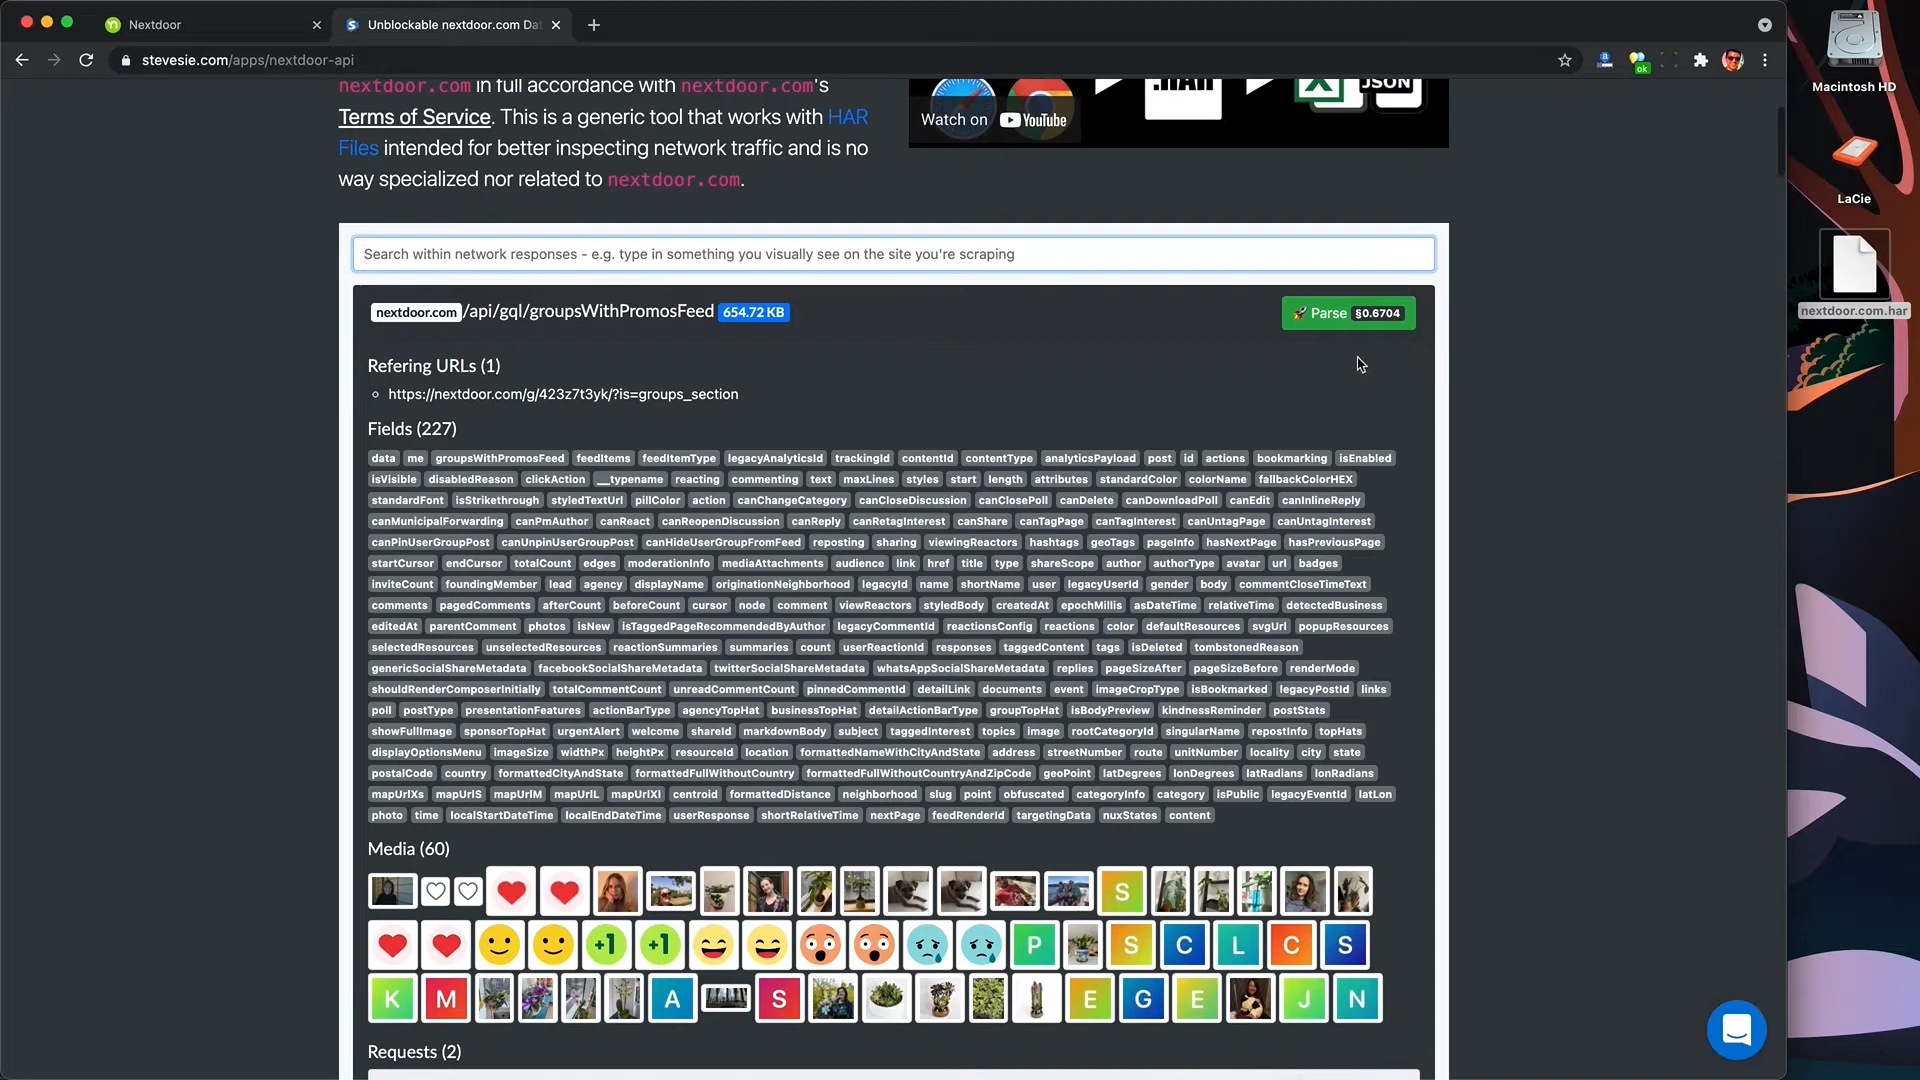 Nextdoor
Unblockable nextdoor.com Da
stevesie.com/apps/nextdoor-api
ok
Macintosh HD
LaCie
nextdoor.com.har
nextdoor.com in full accordance with nextdoor.com's
Terms of Service. This is a generic tool that works with HAR
Files intended for better inspecting network traffic and is no
way specialized nor related to nextdoor.com.
.HAR
JSON
Watch on YouTube
Search within network responses - e.g. type in something you visually see on the site you're scraping
nextdoor.com/api/gql/groupsWithPromosFeed 654.72 KB
Parse §0.6704
Refering URLs (1)
https://nextdoor.com/g/423z7t3yk/?is=groups_section
Fields (227)
data me groupsWithPromosFeed feedItems feedItemType legacyAnalyticsId trackingId contentId contentType analyticsPayload post id actions bookmarking isEnabled
isVisible disabledReason clickAction __typename reacting commenting text maxLines styles start length attributes standardColor colorName fallbackColorHEX
standardFont isStrikethrough styledTextUrl pillColor action canChangeCategory canCloseDiscussion canClosePoll canDelete canDownloadPoll canEdit canInlineReply
canMunicipalForwarding canPmAuthor canReact canReopenDiscussion canReply canRetagInterest canShare canTagPage canTagInterest canUntagPage canUntagInterest
canPinUserGroupPost canUnpinUserGroupPost canHideUserGroupFromFeed reposting sharing viewingReactors hashtags geoTags pageInfo hasNextPage hasPreviousPage
startCursor endCursor totalCount edges moderationInfo mediaAttachments audience link href title type shareScope author authorType avatar url badges
inviteCount foundingMember lead agency displayName originationNeighborhood legacyId name shortName user legacyUserId gender body commentCloseTimeText
comments pagedComments afterCount beforeCount cursor node comment viewReactors styledBody createdAt epochMillis asDateTime relativeTime detectedBusiness
editedAt parentComment photos isNew isTaggedPageRecommendedByAuthor legacyCommentId reactionsConfig reactions color defaultResources svgUrl popupResources
selectedResources unselectedResources reactionSummaries summaries count userReactionId responses taggedContent tags isDeleted tombstonedReason
genericSocialShareMetadata facebookSocialShareMetadata twitterSocialShareMetadata whatsAppSocialShareMetadata replies pageSizeAfter pageSizeBefore renderMode
shouldRenderComposerInitially totalCommentCount unreadCommentCount pinnedCommentId detailLink documents event imageCropType isBookmarked legacyPostId links
poll postType presentationFeatures actionBarType agencyTopHat businessTopHat detailActionBarType groupTopHat isBodyPreview kindnessReminder postStats
showFullImage sponsorTopHat urgentAlert welcome shareId markdownBody subject taggedInterest topics image rootCategoryId singularName repostInfo topHats
displayOptionsMenu imageSize widthPx heightPx resourceId location formattedNameWithCityAndState address streetNumber route unitNumber locality city state
postalCode country formattedCityAndState formattedFullWithoutCountry formattedFullWithoutCountryAndZipCode geoPoint latDegrees lonDegrees latRadians lonRadians
mapUrlXs mapUrlS mapUrlM mapUrlL mapUrlXl centroid formattedDistance neighborhood slug point obfuscated categoryInfo category isPublic legacyEventId latLon
photo time localStartDateTime localEndDateTime userResponse shortRelativeTime nextPage feedRenderId targetingData nuxStates content
Media (60)
S
+1 +1 P S C L C S
K M A S E G E J N
Requests (2)